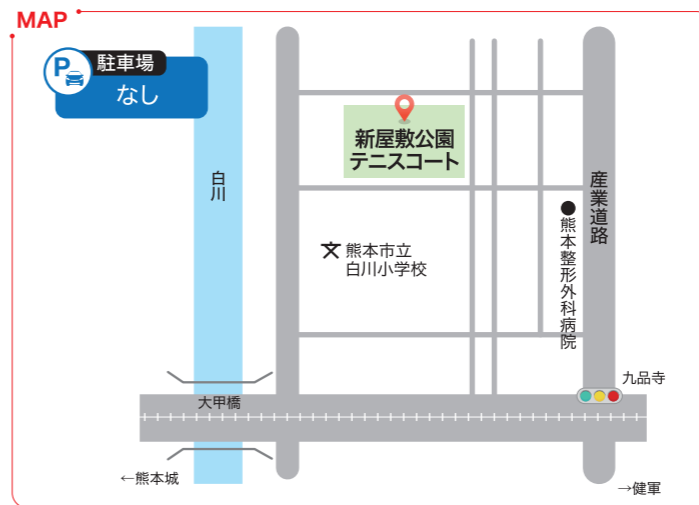 MAP
P
駐車場
なし
新屋敷公園
テニスコート
白川
産業道路
文 熊本市立
白川小学校
熊本整形外科病院
九品寺
大甲橋
←熊本城
→健軍